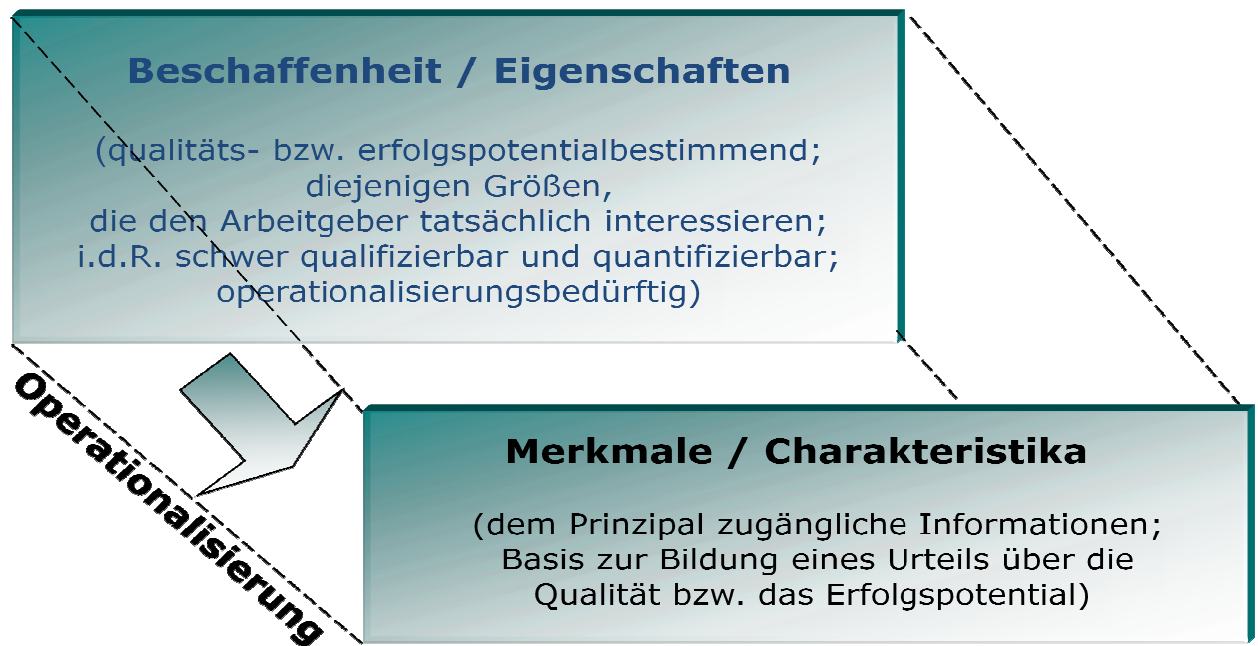 Beschaffenheit / Eigenschaften
(qualitäts- bzw. erfolgspotentialbestimmend;
diejenigen Größen,
die den Arbeitgeber tatsächlich interessieren;
i.d.R. schwer qualifizierbar und quantifizierbar;
operationalisierungsbedürftig)
Operationalisierung
Merkmale / Charakteristika
(dem Prinzipal zugängliche Informationen;
Basis zur Bildung eines Urteils über die
Qualität bzw. das Erfolgspotential)